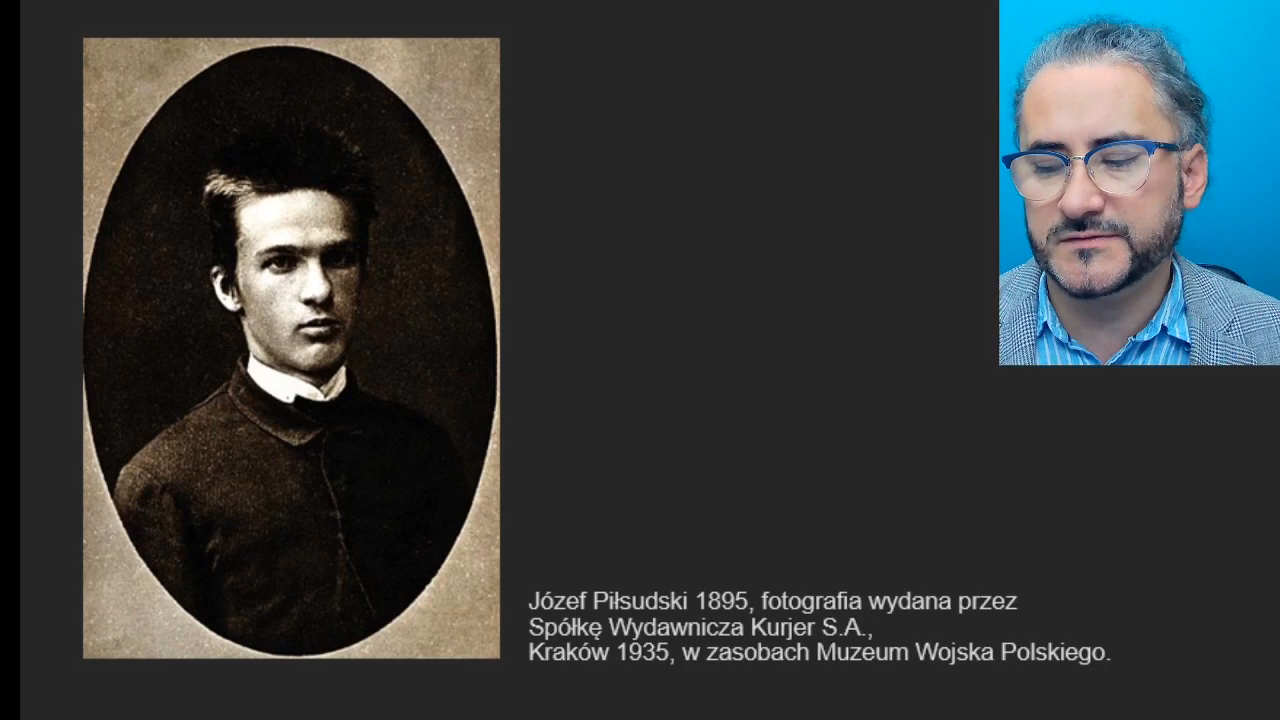 Józef Piłsudski 1895, fotografia wydana przez
Spółkę Wydawnicza Kurjer S.A.,
Kraków 1935, w zasobach Muzeum Wojska Polskiego.